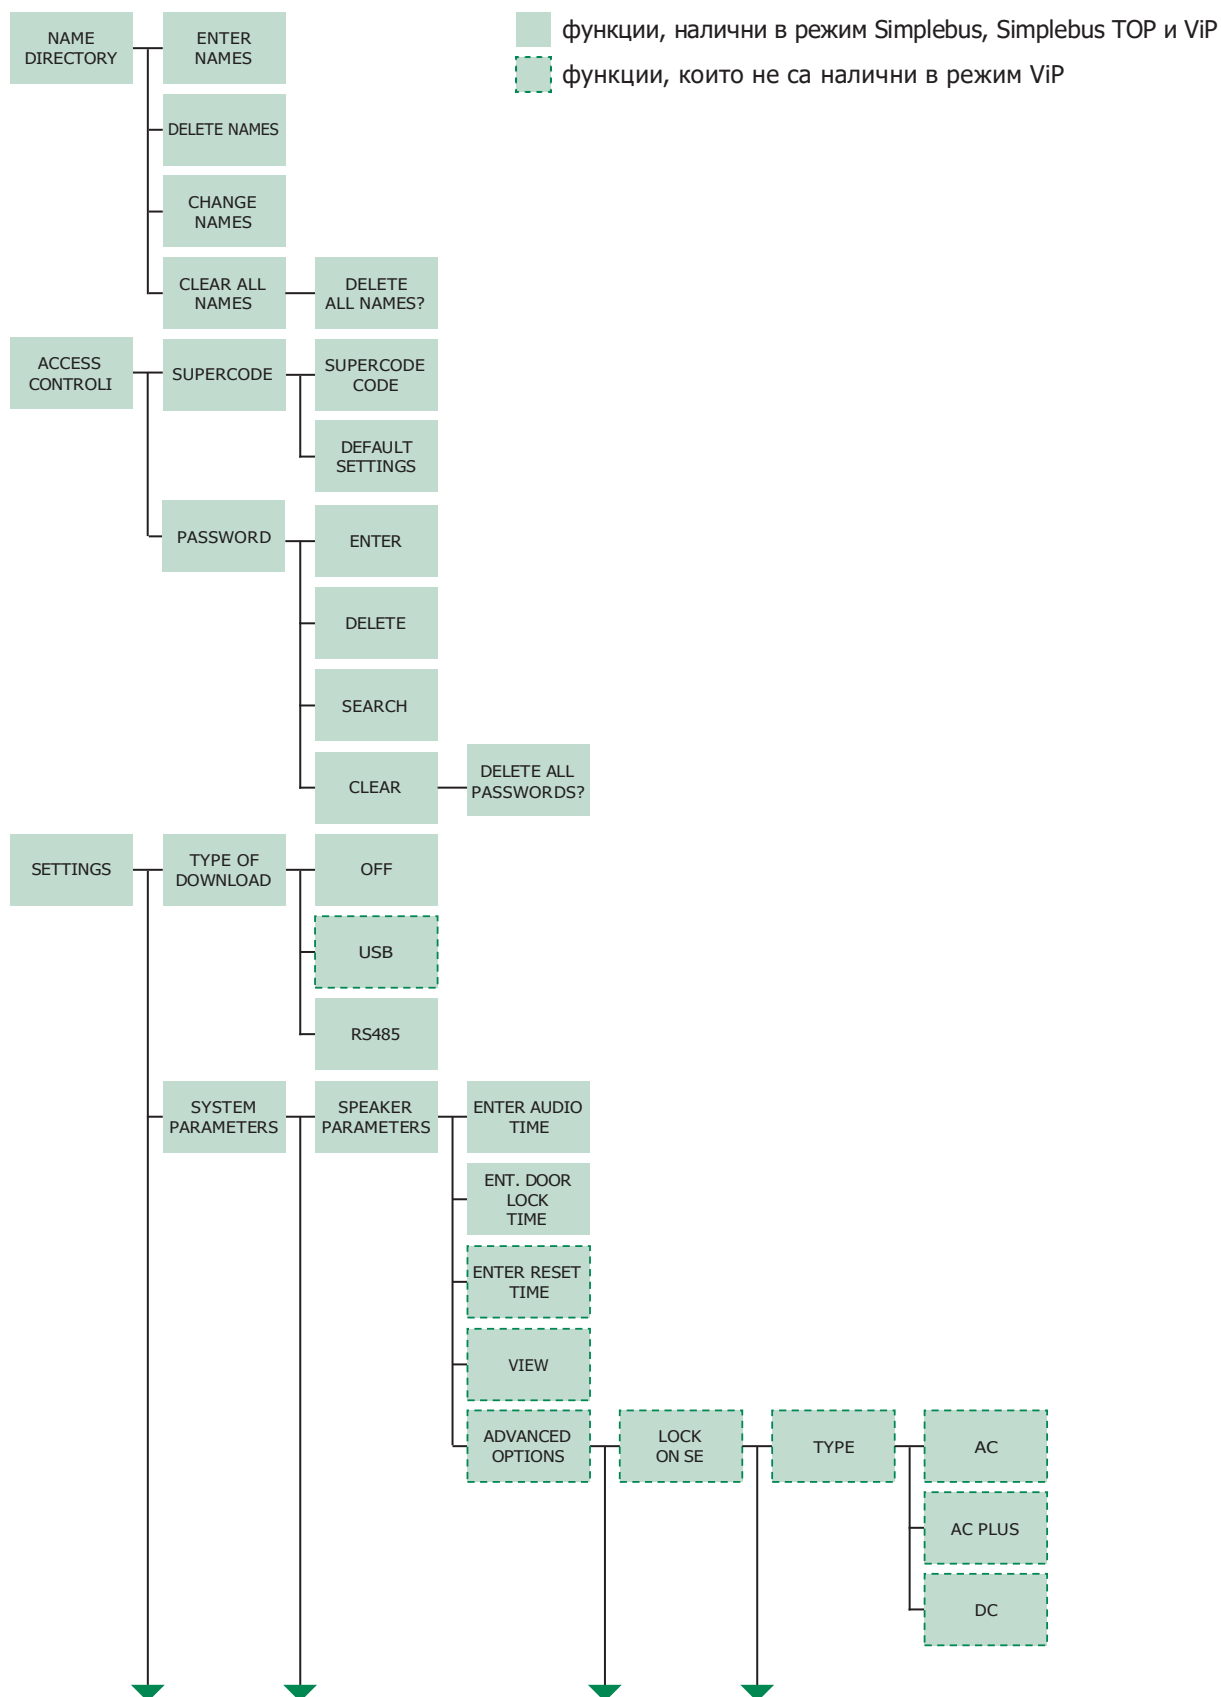 функции, налични в режим Simplebus, Simplebus TOP и ViP
функции, които не са налични в режим ViP
NAME
DIRECTORY
ENTER
NAMES
DELETE NAMES
CHANGE
NAMES
CLEAR ALL
NAMES
DELETE
ALL NAMES?
ACCESS
CONTROLI
SUPERCODE
SUPERCODE
CODE
DEFAULT
SETTINGS
PASSWORD
ENTER
DELETE
SEARCH
CLEAR
DELETE ALL
PASSWORDS?
SETTINGS
TYPE OF
DOWNLOAD
OFF
USB
RS485
SYSTEM
PARAMETERS
SPEAKER
PARAMETERS
ENTER AUDIO
TIME
ENT. DOOR
LOCK
TIME
ENTER RESET
TIME
VIEW
ADVANCED
OPTIONS
LOCK
ON SE
TYPE
AC
AC PLUS
DC